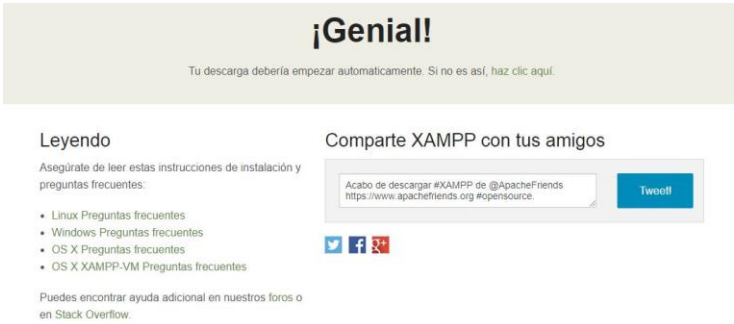 ¡Genial!
Tu descarga debería empezar automaticamente. Si no es así, haz clic aquí.
Leyendo
Asegúrate de leer estas instrucciones de instalación y
preguntas frecuentes:
• Linux Preguntas frecuentes
• Windows Preguntas frecuentes
• OS X Preguntas frecuentes
• OS X XAMPP-VM Preguntas frecuentes
Puedes encontrar ayuda adicional en nuestros foros o
en Stack Overflow.
Comparte XAMPP con tus amigos
Acabo de descargar #XAMPP de @ApacheFriends
https://www.apachefriends.org #opensource.
Tweet!